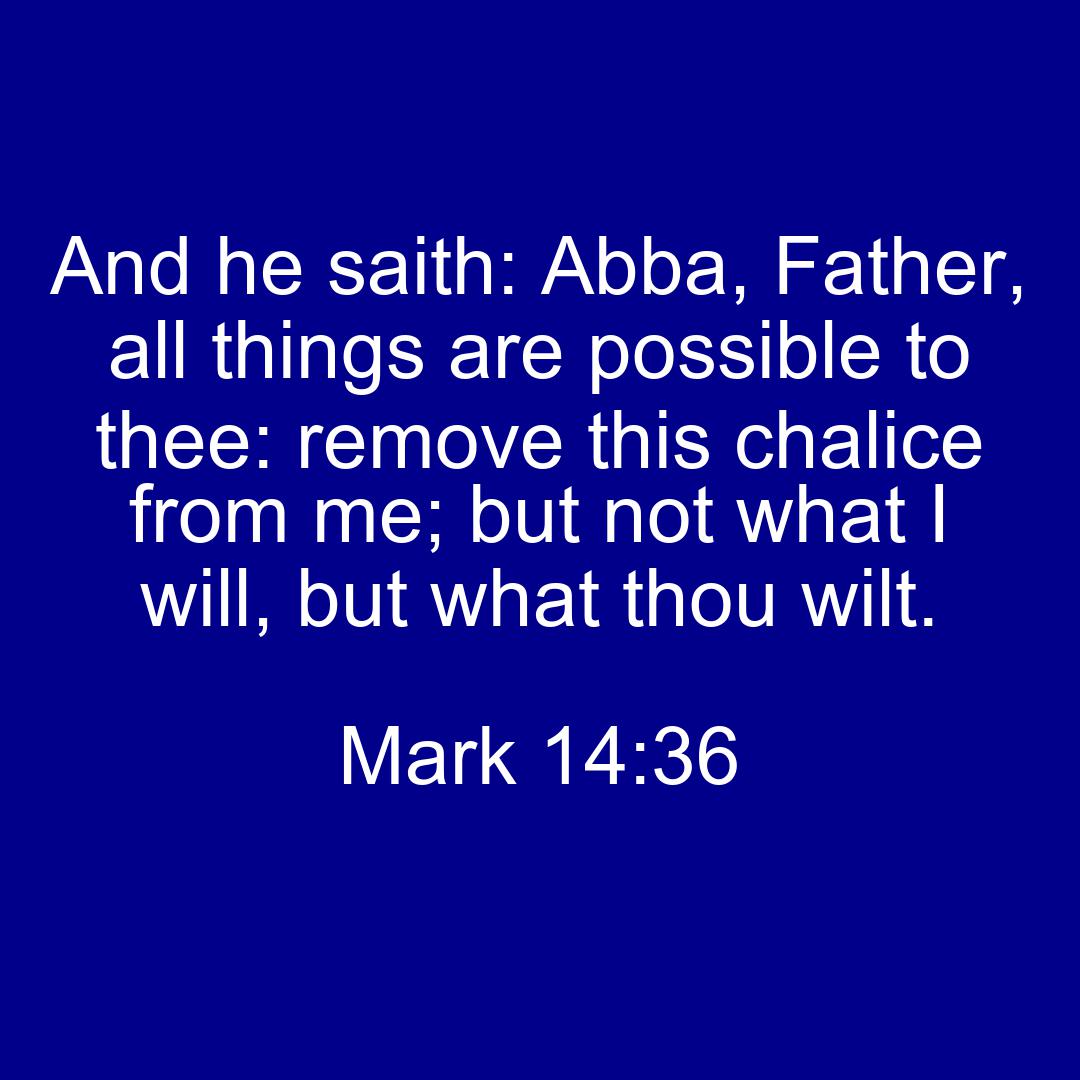 And he saith: Abba, Father,
all things are possible to
thee: remove this chalice
from me; but not what I
will, but what thou wilt.
Mark 14:36